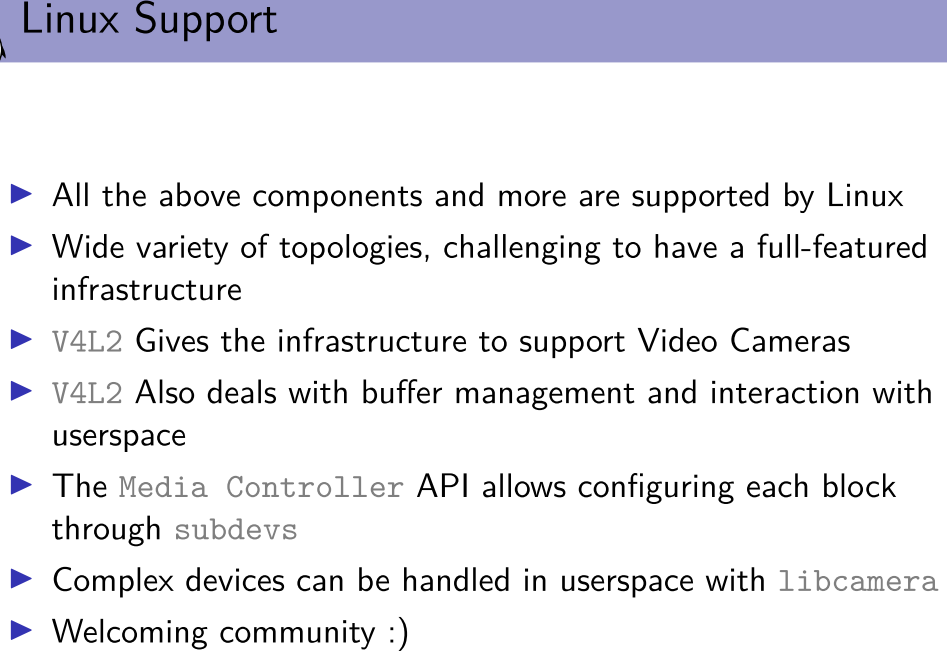 Linux Support
▶ All the above components and more are supported by Linux
▶ Wide variety of topologies, challenging to have a full-featured
infrastructure
▶ V4L2 Gives the infrastructure to support Video Cameras
▶ V4L2 Also deals with buffer management and interaction with
userspace
▶ The Media Controller API allows configuring each block
through subdevs
▶ Complex devices can be handled in userspace with libcamera
▶ Welcoming community :)